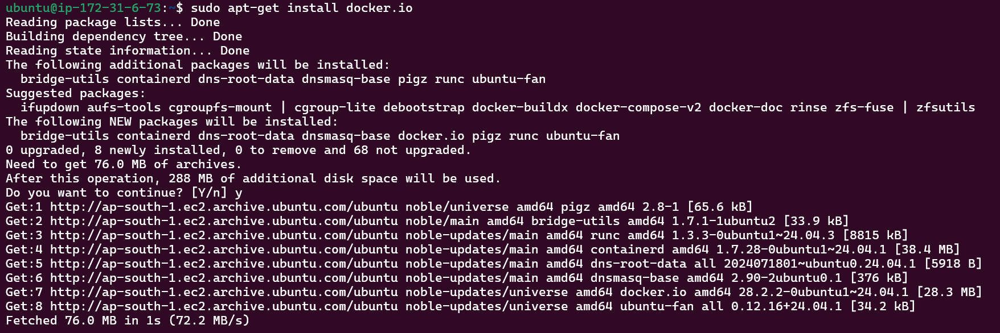 ubuntu@ip-172-31-6-73:~$ sudo apt-get install docker.io
Reading package lists... Done
Building dependency tree... Done
Reading state information... Done
The following additional packages will be installed:
  bridge-utils containerd dns-root-data dnsmasq-base pigz runc ubuntu-fan
Suggested packages:
  ifupdown aufs-tools cgroupfs-mount | cgroup-lite debootstrap docker-buildx docker-compose-v2 docker-doc rinse zfs-fuse | zfsutils
The following NEW packages will be installed:
  bridge-utils containerd dns-root-data dnsmasq-base docker.io pigz runc ubuntu-fan
0 upgraded, 8 newly installed, 0 to remove and 68 not upgraded.
Need to get 76.0 MB of archives.
After this operation, 288 MB of additional disk space will be used.
Do you want to continue? [Y/n] y
Get:1 http://ap-south-1.ec2.archive.ubuntu.com/ubuntu noble/universe amd64 pigz amd64 2.8-1 [65.6 kB]
Get:2 http://ap-south-1.ec2.archive.ubuntu.com/ubuntu noble/main amd64 bridge-utils amd64 1.7.1-1ubuntu2 [33.9 kB]
Get:3 http://ap-south-1.ec2.archive.ubuntu.com/ubuntu noble-updates/main amd64 runc amd64 1.3.3-0ubuntu1~24.04.3 [8815 kB]
Get:4 http://ap-south-1.ec2.archive.ubuntu.com/ubuntu noble-updates/main amd64 containerd amd64 1.7.28-0ubuntu1~24.04.1 [38.4 MB]
Get:5 http://ap-south-1.ec2.archive.ubuntu.com/ubuntu noble-updates/main amd64 dns-root-data all 2024071801~ubuntu0.24.04.1 [5918 B]
Get:6 http://ap-south-1.ec2.archive.ubuntu.com/ubuntu noble-updates/main amd64 dnsmasq-base amd64 2.90-2ubuntu0.1 [376 kB]
Get:7 http://ap-south-1.ec2.archive.ubuntu.com/ubuntu noble-updates/universe amd64 docker.io amd64 28.2.2-0ubuntu1~24.04.1 [28.3 MB]
Get:8 http://ap-south-1.ec2.archive.ubuntu.com/ubuntu noble-updates/universe amd64 ubuntu-fan all 0.12.16+24.04.1 [34.2 kB]
Fetched 76.0 MB in 1s (72.2 MB/s)